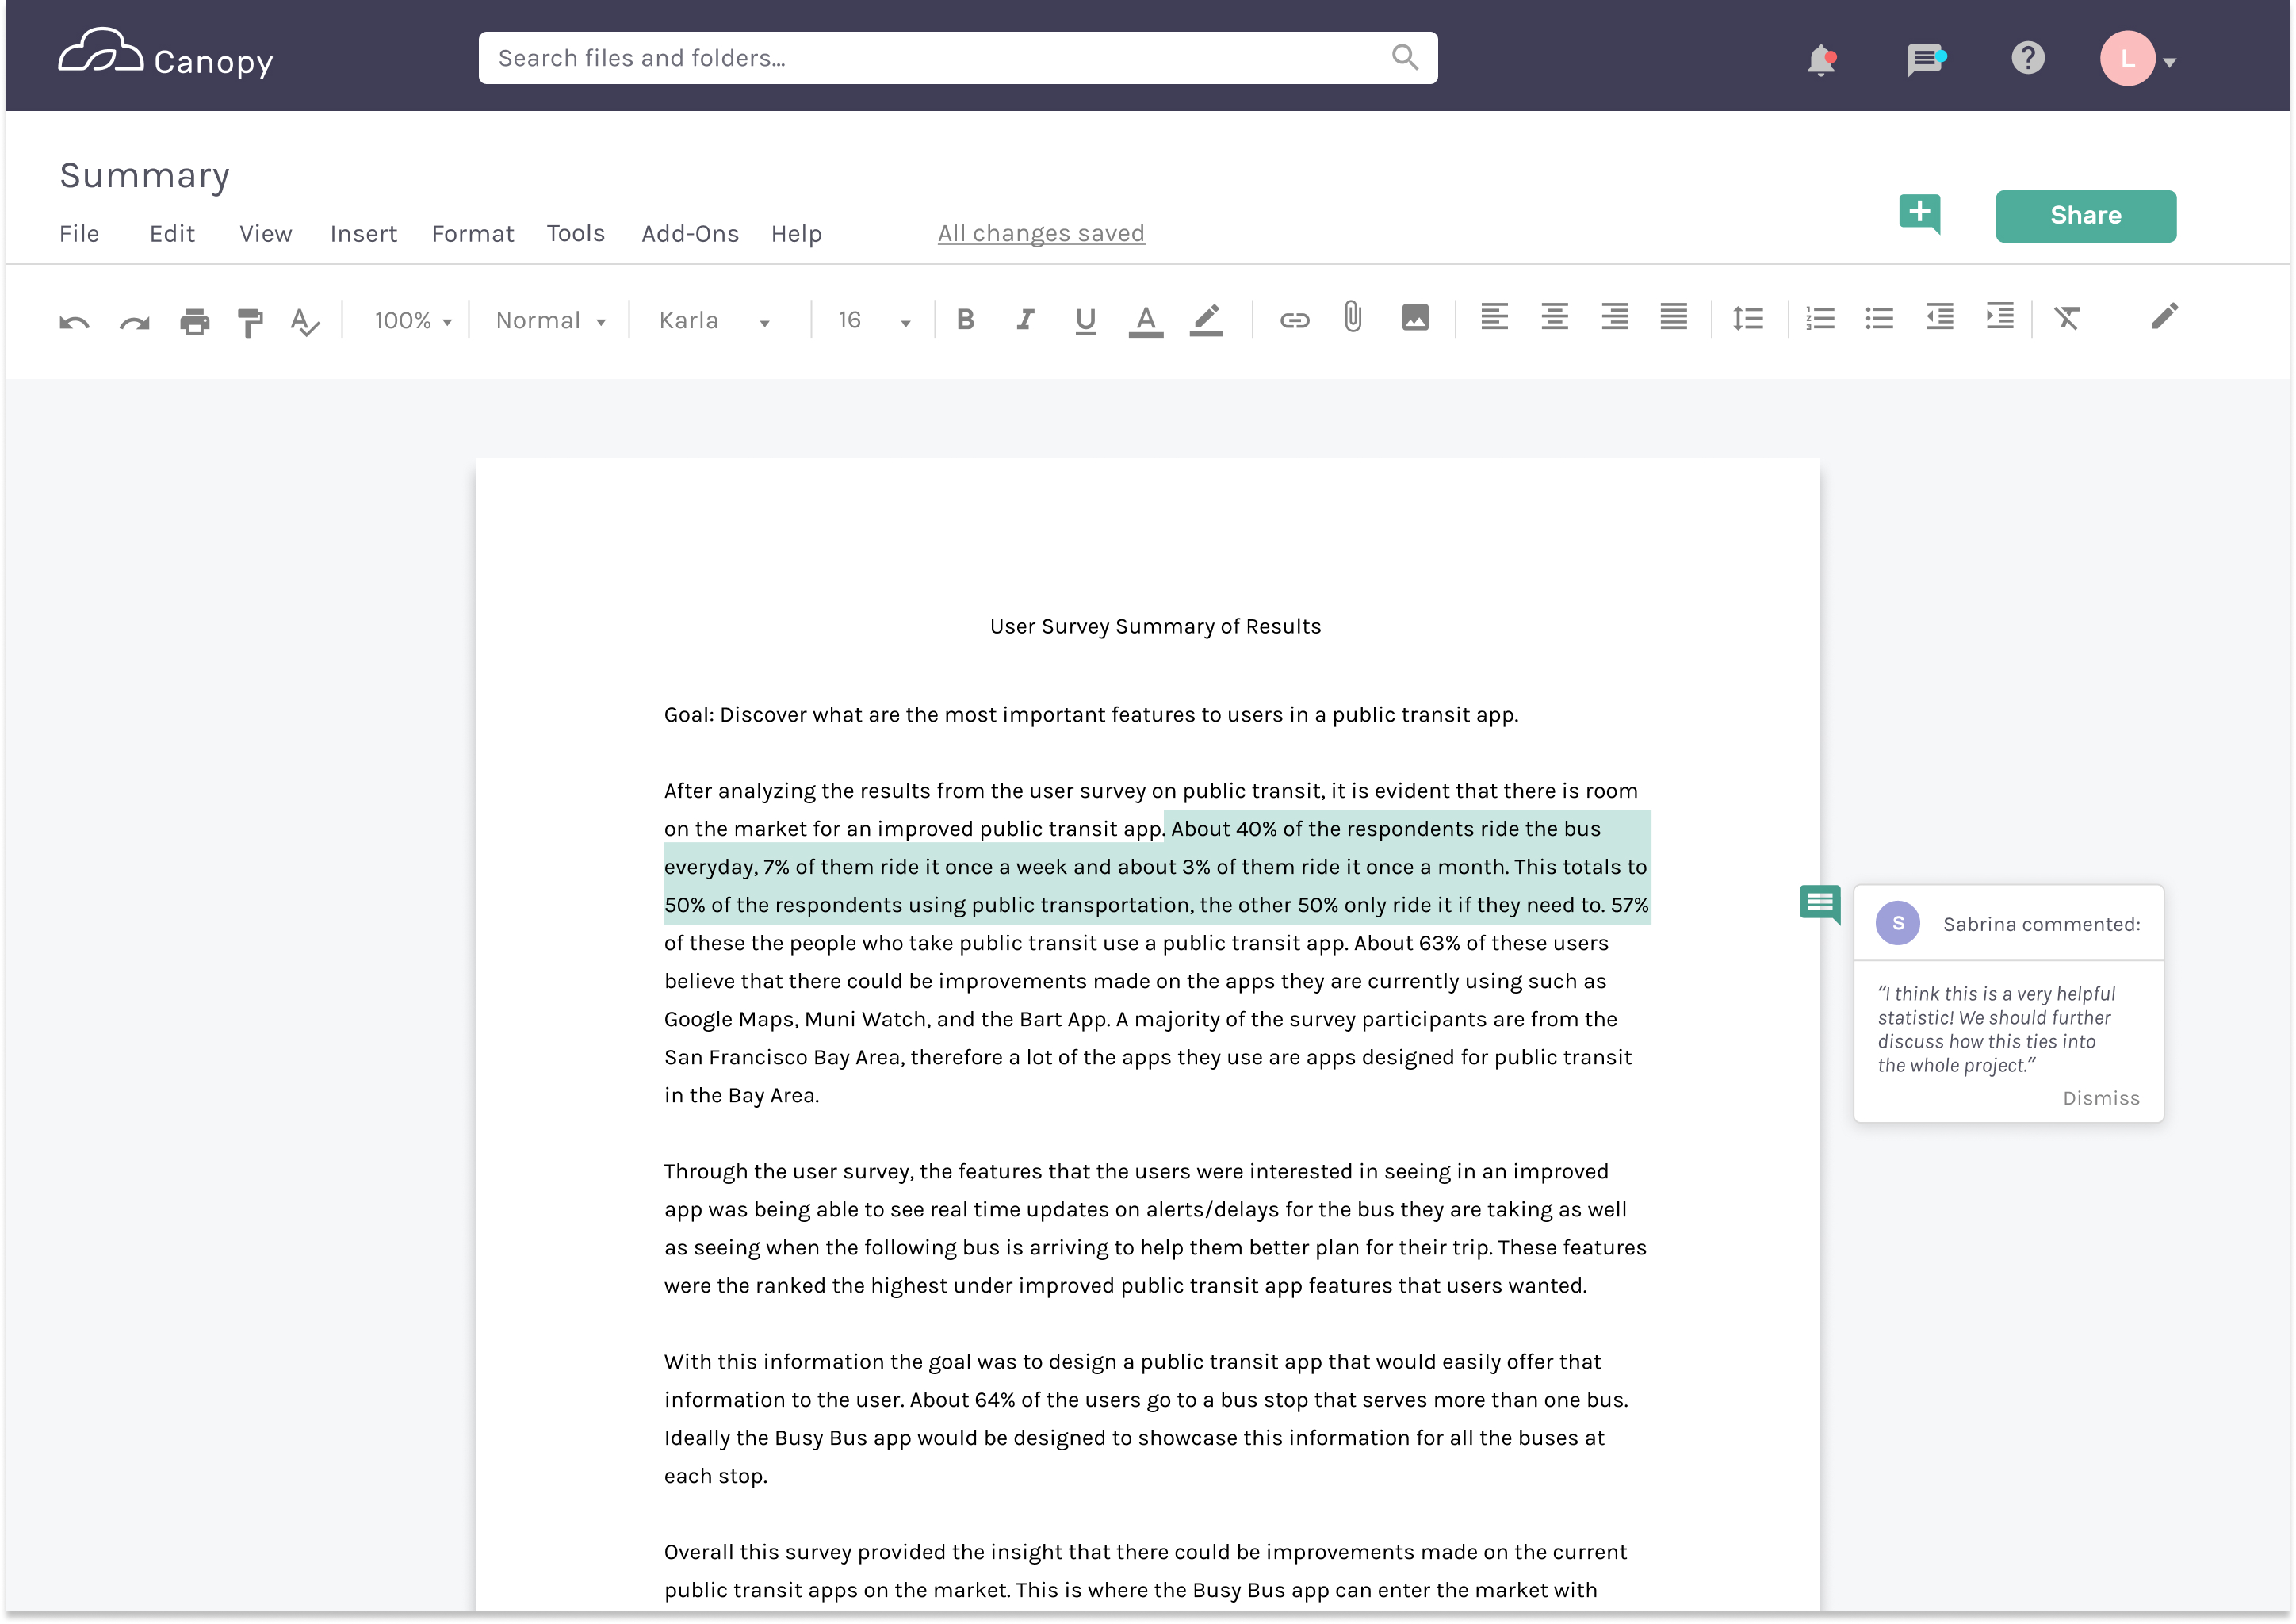 Canopy
Search files and folders...
L
Summary
File Edit View Insert Format Tools Add-Ons Help All changes saved
Share
100% Normal Karla 16 B I U A
User Survey Summary of Results
Goal: Discover what are the most important features to users in a public transit app.
After analyzing the results from the user survey on public transit, it is evident that there is room
on the market for an improved public transit app. About 40% of the respondents ride the bus
everyday, 7% of them ride it once a week and about 3% of them ride it once a month. This totals to
50% of the respondents using public transportation, the other 50% only ride it if they need to. 57%
of these the people who take public transit use a public transit app. About 63% of these users
believe that there could be improvements made on the apps they are currently using such as
Google Maps, Muni Watch, and the Bart App. A majority of the survey participants are from the
San Francisco Bay Area, therefore a lot of the apps they use are apps designed for public transit
in the Bay Area.
S
Sabrina commented:
“I think this is a very helpful
statistic! We should further
discuss how this ties into
the whole project.”
Dismiss
Through the user survey, the features that the users were interested in seeing in an improved
app was being able to see real time updates on alerts/delays for the bus they are taking as well
as seeing when the following bus is arriving to help them better plan for their trip. These features
were the ranked the highest under improved public transit app features that users wanted.
With this information the goal was to design a public transit app that would easily offer that
information to the user. About 64% of the users go to a bus stop that serves more than one bus.
Ideally the Busy Bus app would be designed to showcase this information for all the buses at
each stop.
Overall this survey provided the insight that there could be improvements made on the current
public transit apps on the market. This is where the Busy Bus app can enter the market with